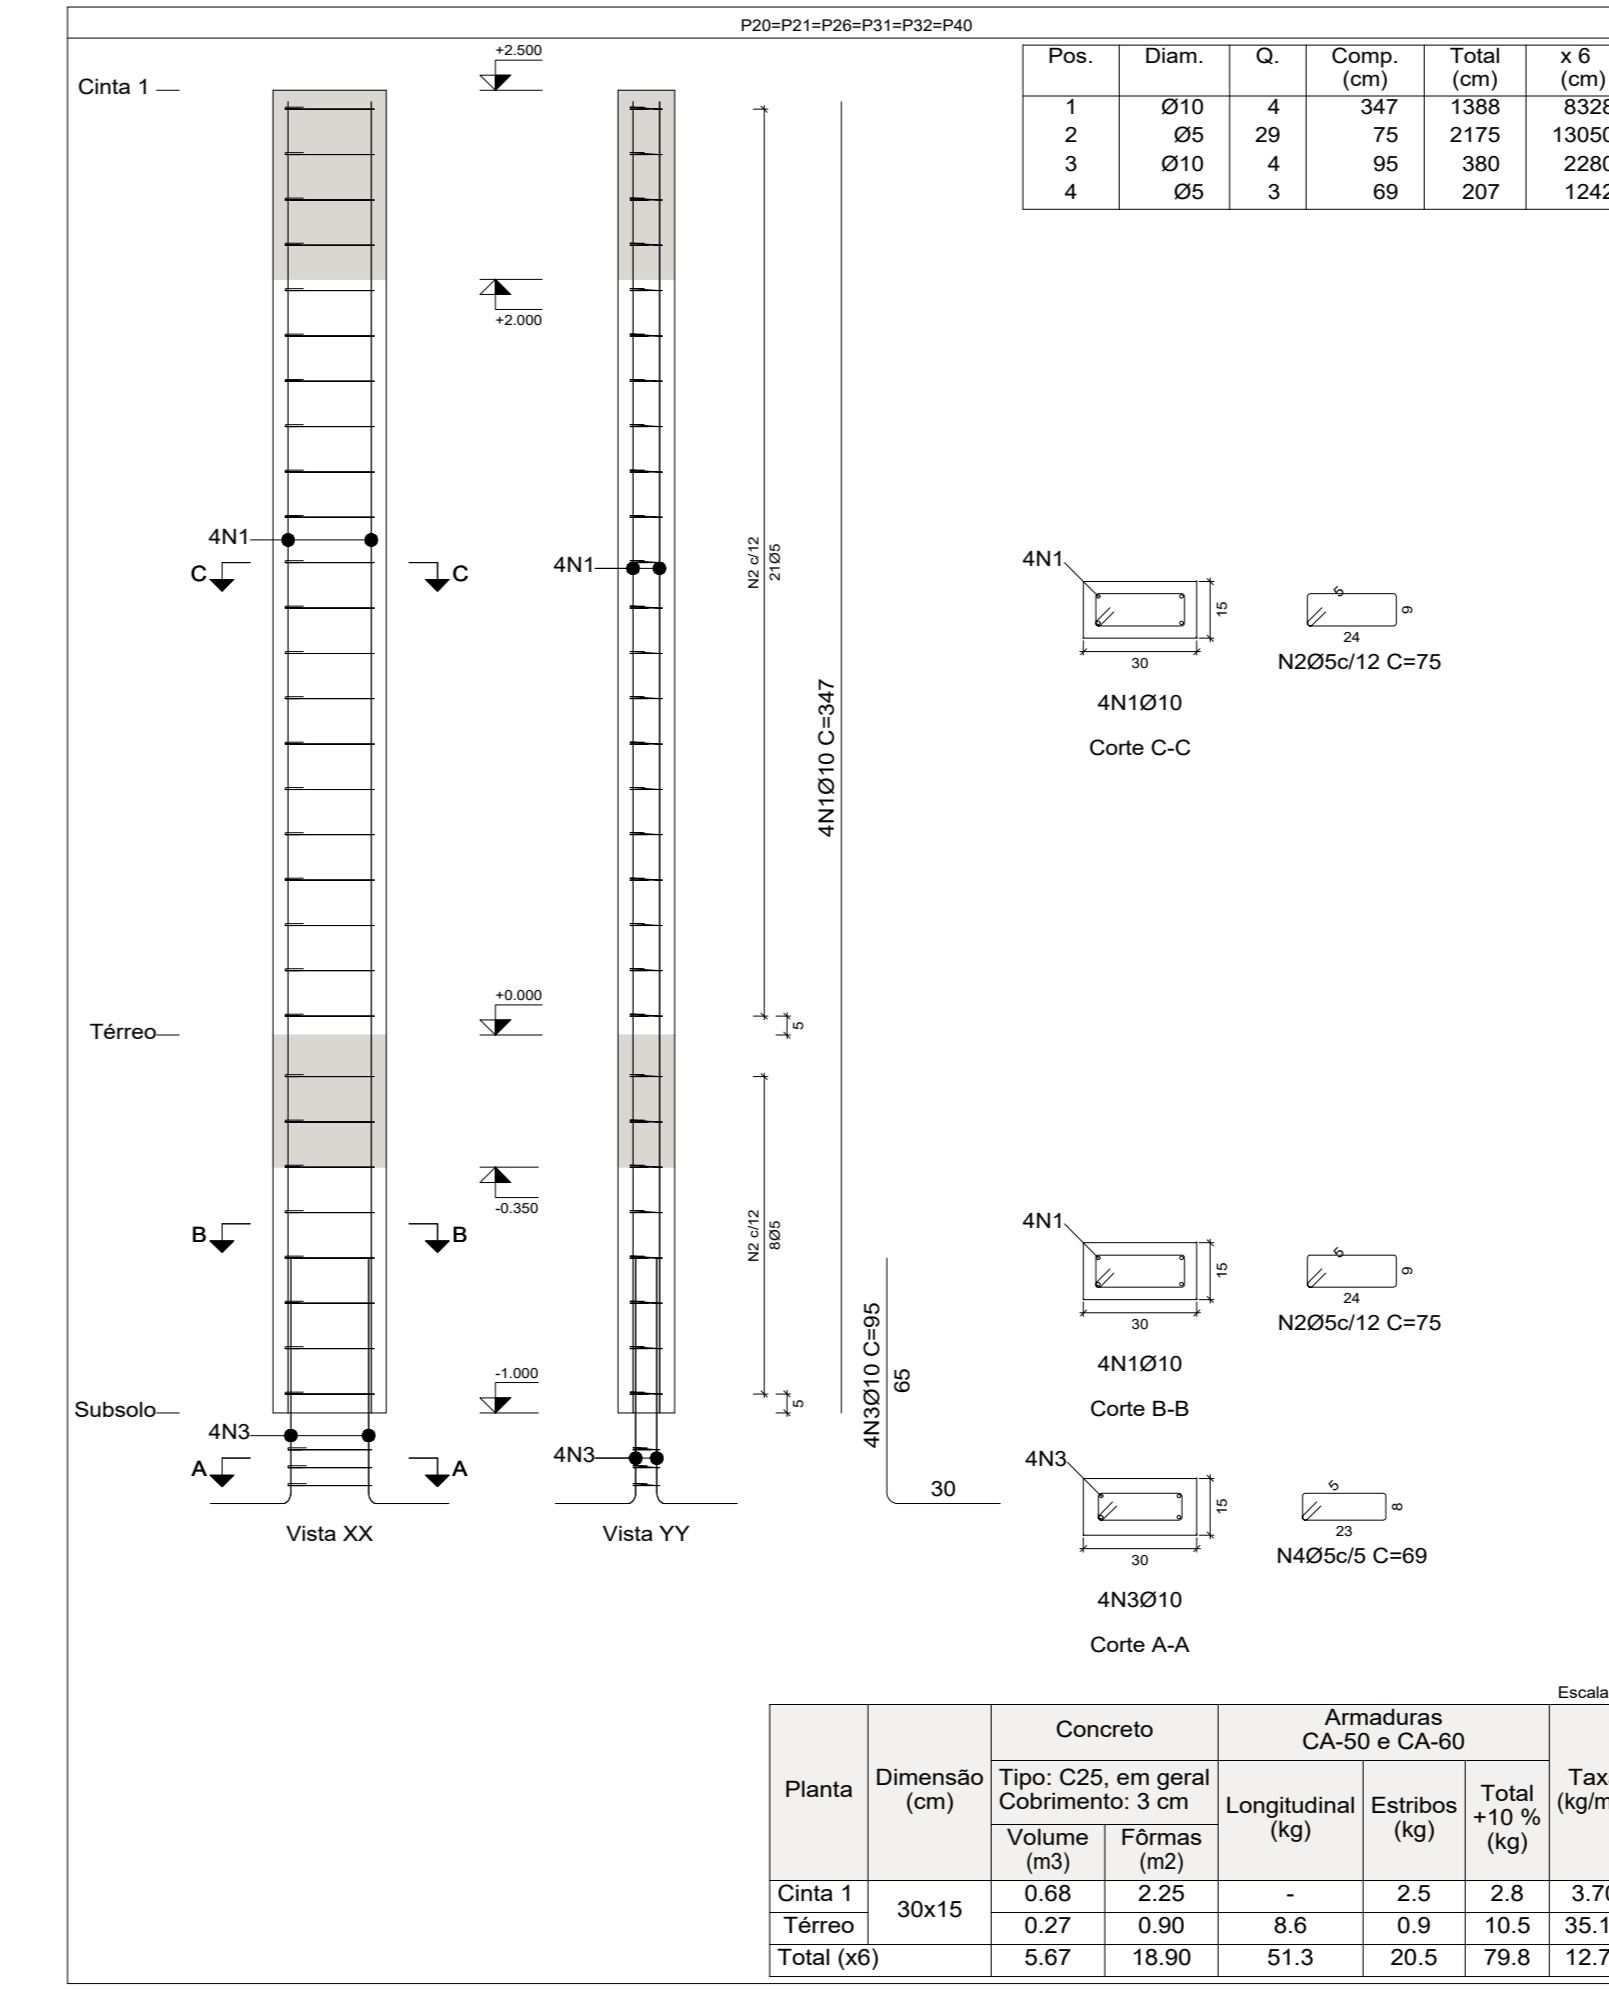 P20=P21=P26=P31=P32=P40
Pos. Diam. Q. Comp. (cm) Total (cm) x 6 (cm)
1 Ø10 4 347 1388 8328
2 Ø5 29 75 2175 13050
3 Ø10 4 95 380 2280
4 Ø5 3 69 207 1242
+2.500
Cinta 1
+2.000
4N1
C C
4N1
N2 c/12
21Ø5
4N1Ø10 C=347
4N1
15
30
4N1Ø10
Corte C-C
5
9
24
N2Ø5c/12 C=75
+0.000
5
Térreo
-0.350
B B
N2 c/12
8Ø5
4N1
15
30
4N1Ø10
Corte B-B
5
9
24
N2Ø5c/12 C=75
-1.000
5
Subsolo
4N3
A A
4N3
4N3Ø10 C=95
65
30
Vista XX
Vista YY
4N3
15
30
4N3Ø10
Corte A-A
5
8
23
N4Ø5c/5 C=69
Escala
Planta
Dimensão
(cm)
Concreto
Tipo: C25, em geral
Cobrimento: 3 cm
Volume
(m3)
Fôrmas
(m2)
Armaduras
CA-50 e CA-60
Longitudinal
(kg)
Estribos
(kg)
Total
+10 %
(kg)
Cinta 1 30x15 0.68 2.25 - 2.5 2.8
Térreo 0.27 0.90 8.6 0.9 10.5
Total (x6) 5.67 18.90 51.3 20.5 79.8